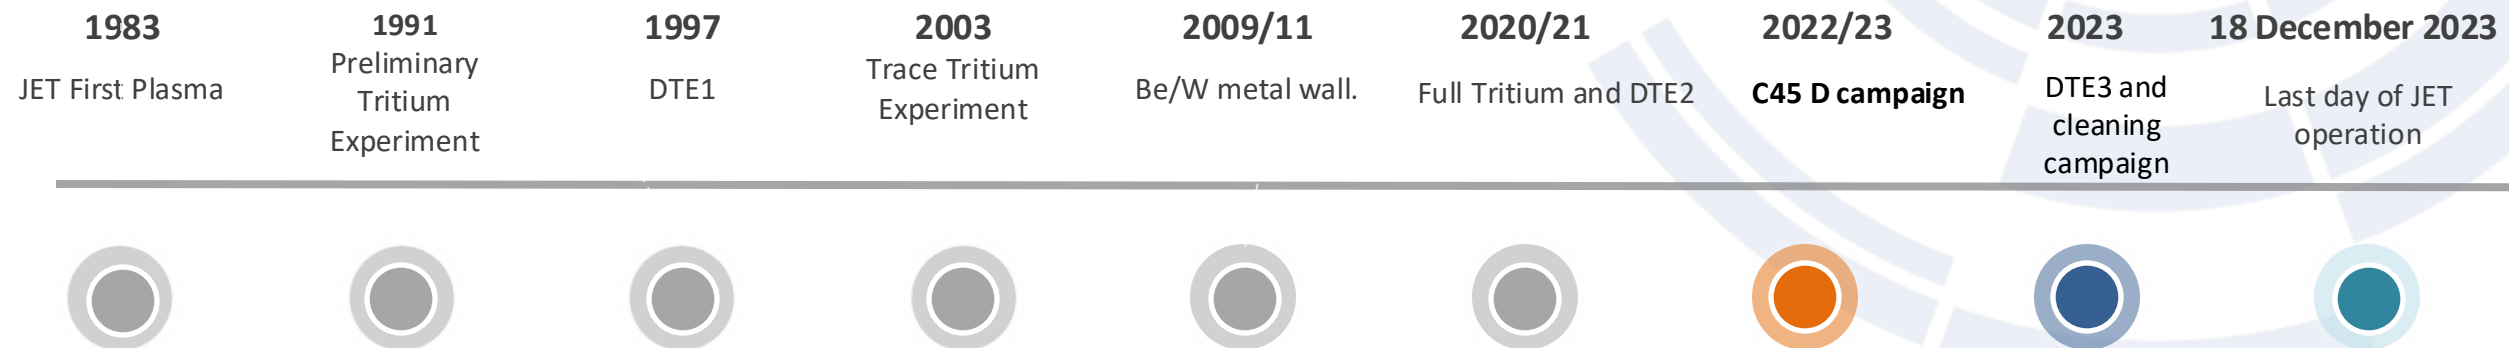 1983
JET First Plasma
1991
Preliminary
Tritium
Experiment
1997
DTE1
2003
Trace Tritium
Experiment
2009/11
Be/W metal wall.
2020/21
Full Tritium and DTE2
2022/23
C45 D campaign
2023
DTE3 and
cleaning
campaign
18 December 2023
Last day of JET
operation